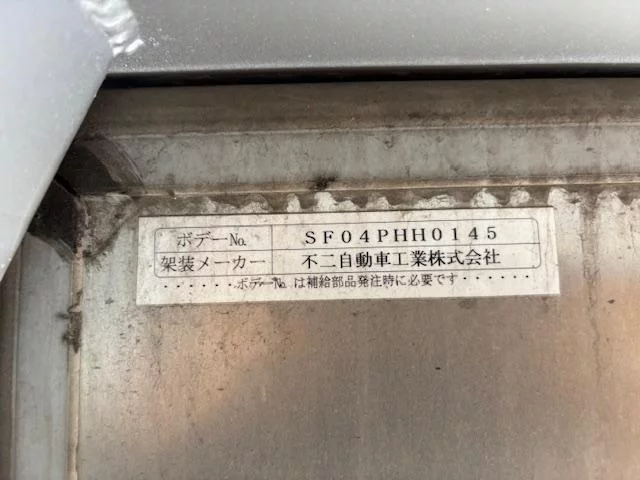 ボデーNo. SF04PHH0145
架装メーカー 不二自動車工業株式会社
・・・・・・ボデーNo. は補給部品発注時に必要です・・・・・・